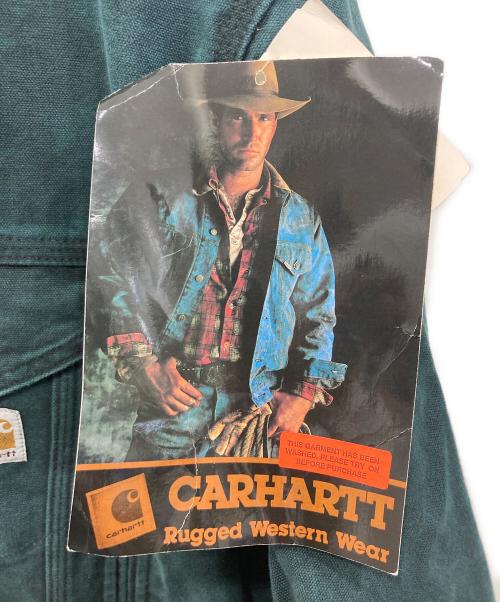 THIS GARMENT HAS BEEN
WASHED. PLEASE TRY ON
BEFORE PURCHASE
CARHARTT
carhartt
Rugged Western Wear